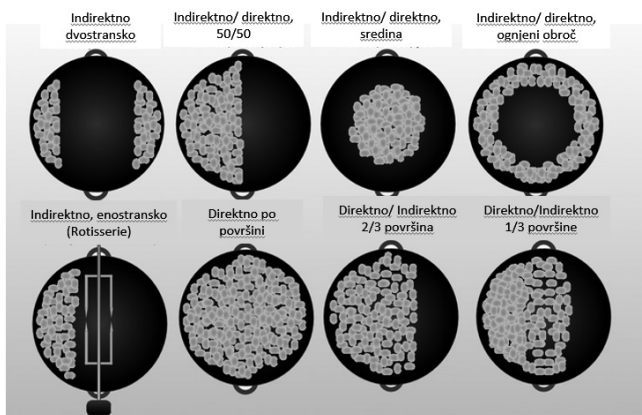 Indirektno
dvostransko
Indirektno/ direktno,
50/50
Indirektno/ direktno,
sredina
Indirektno/ direktno,
ognjeni obroč
Indirektno, enostransko
(Rotisserie)
Direktno po
površini
Direktno/ Indirektno
2/3 površina
Direktno/Indirektno
1/3 površine